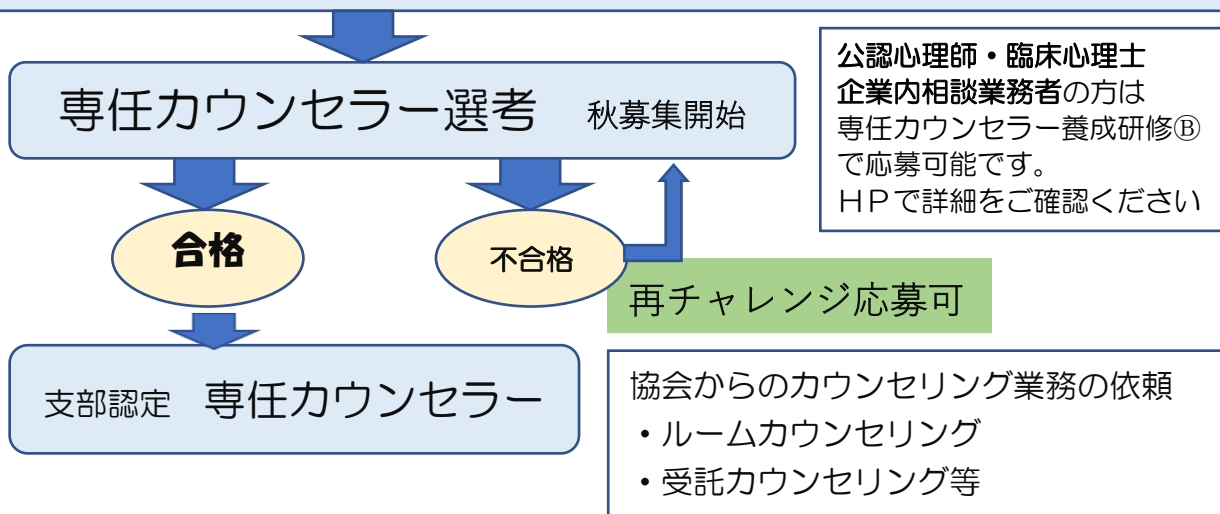 専任カウンセラー選考 秋募集開始
公認心理師・臨床心理士
企業内相談業務者の方は
専任カウンセラー養成研修Ⓑ
で応募可能です。
ＨＰで詳細をご確認ください
合格
不合格
再チャレンジ応募可
支部認定 専任カウンセラー
協会からのカウンセリング業務の依頼
・ルームカウンセリング
・受託カウンセリング等